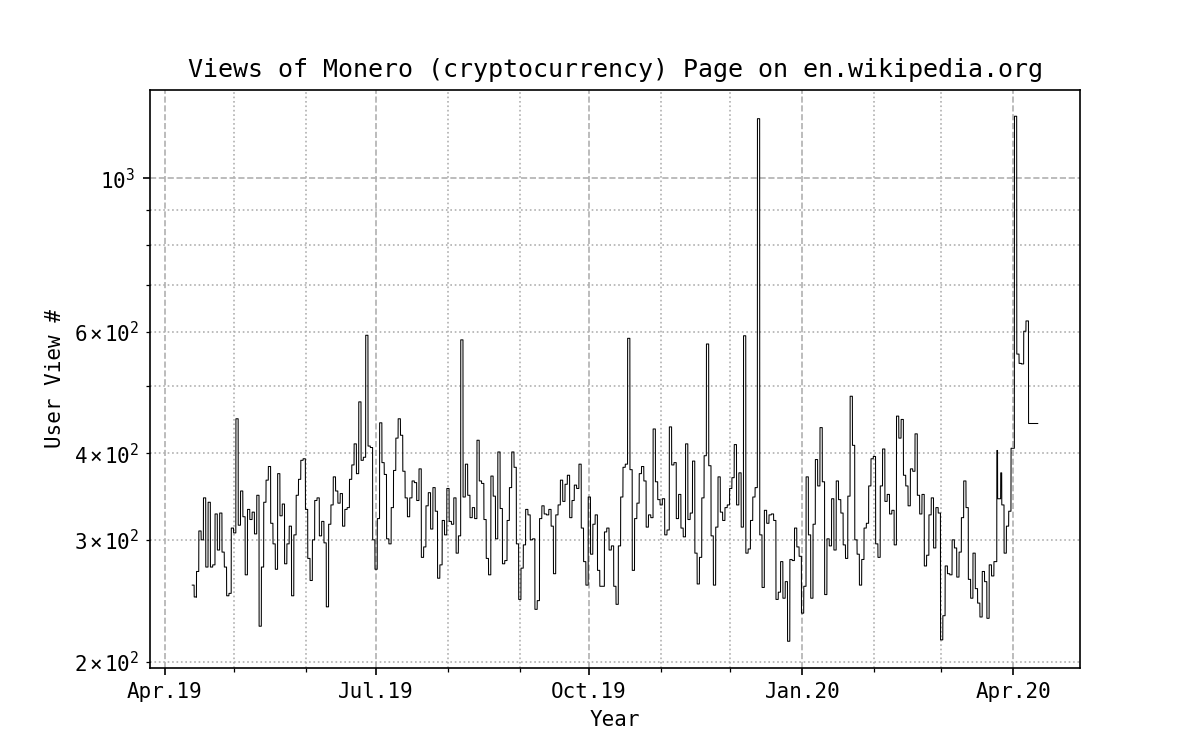 Views of Monero (cryptocurrency) Page on en.wikipedia.org
User View #
10³
6×10²
4×10²
3×10²
2×10²
Apr.19 Jul.19 Oct.19 Jan.20 Apr.20
Year